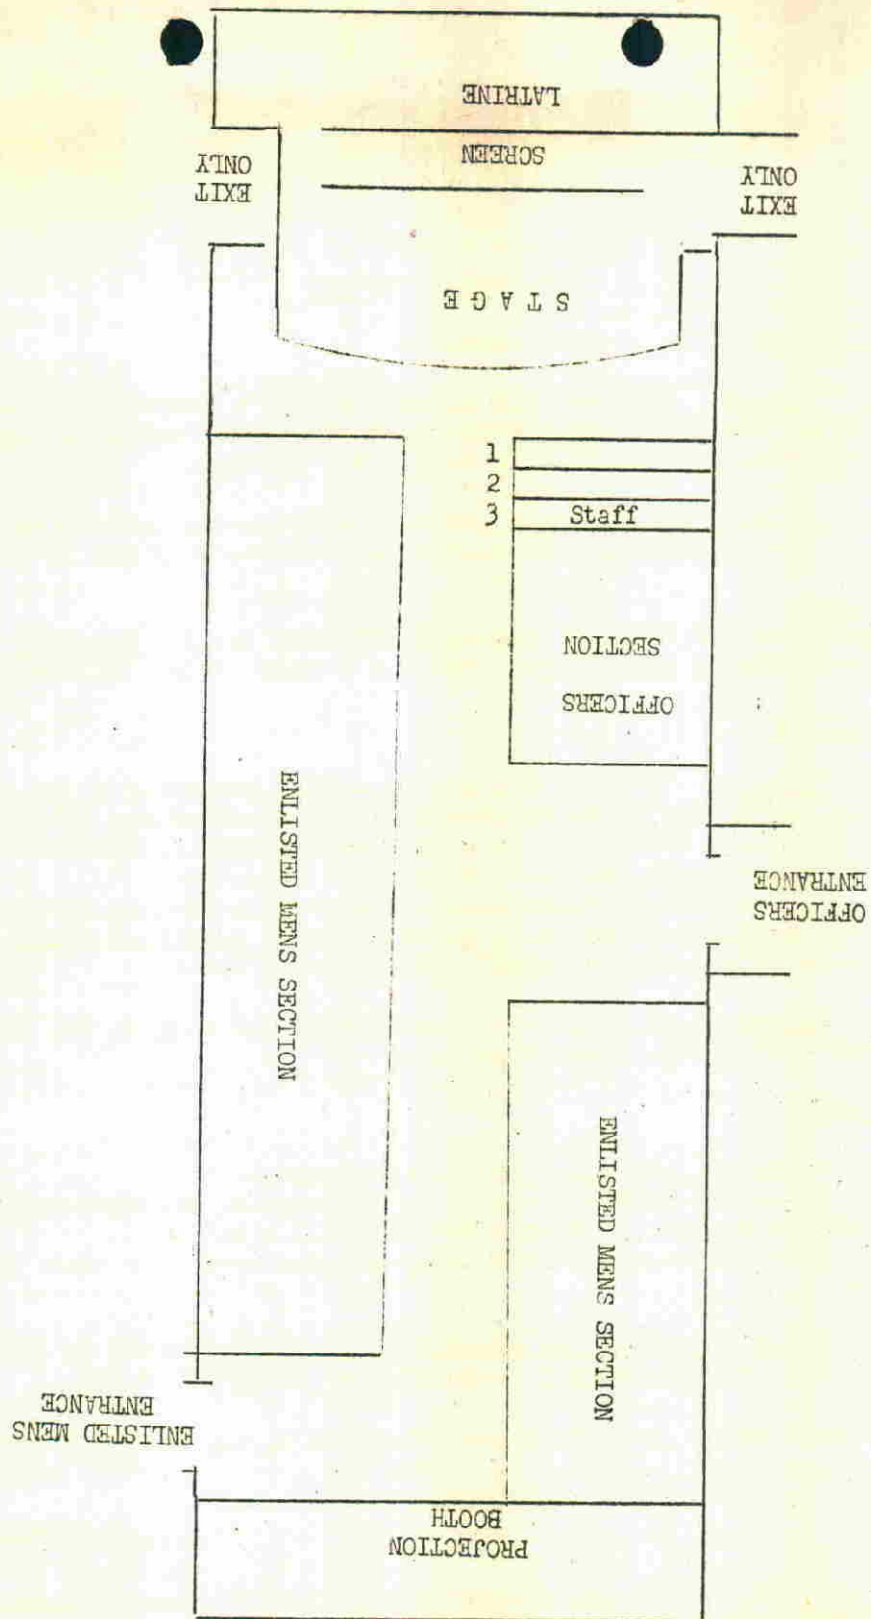 LATRINE
SCREEN
EXIT
ONLY
EXIT
ONLY
S T A G E
1
2
3 Staff
OFFICERS
SECTION
ENLISTED MENS SECTION
OFFICERS
ENTRANCE
ENLISTED MENS SECTION
ENLISTED MENS
ENTRANCE
PROJECTION
BOOTH